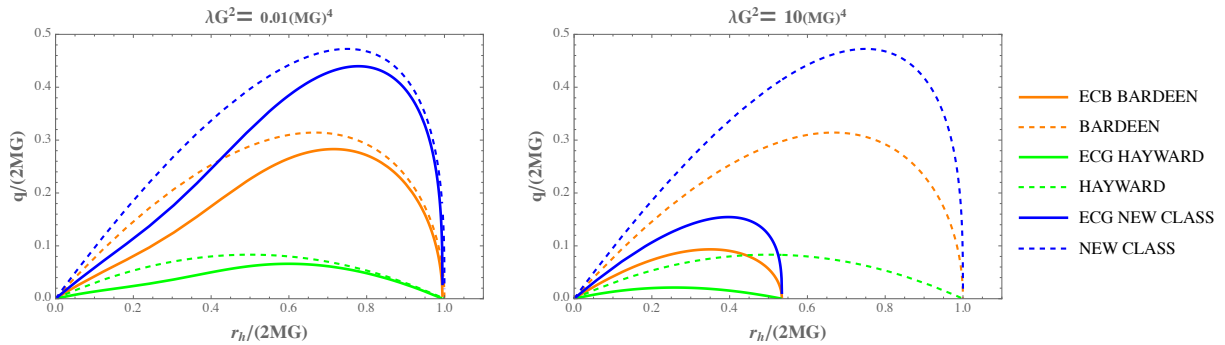 λG²= 0.01(MG)⁴
0.5
0.4
0.3
0.2
0.1
0.0
q/(2MG)
0.0 0.2 0.4 0.6 0.8 1.0
r_h/(2MG)
λG²= 10(MG)⁴
0.5
0.4
0.3
0.2
0.1
0.0
q/(2MG)
0.0 0.2 0.4 0.6 0.8 1.0
r_h/(2MG)
ECB BARDEEN
BARDEEN
ECG HAYWARD
HAYWARD
ECG NEW CLASS
NEW CLASS